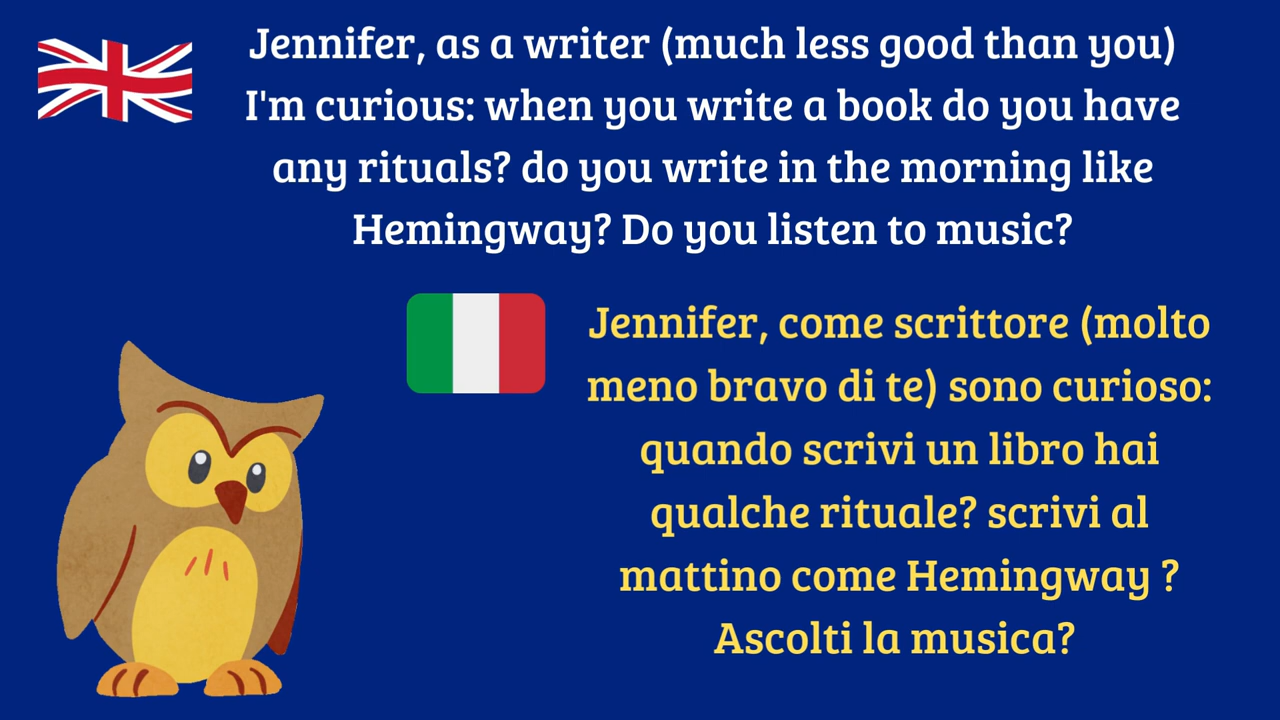 Jennifer, as a writer (much less good than you)
I'm curious: when you write a book do you have
any rituals? do you write in the morning like
Hemingway? Do you listen to music?
Jennifer, come scrittore (molto
meno bravo di te) sono curioso:
quando scrivi un libro hai
qualche rituale? scrivi al
mattino come Hemingway ?
Ascolti la musica?